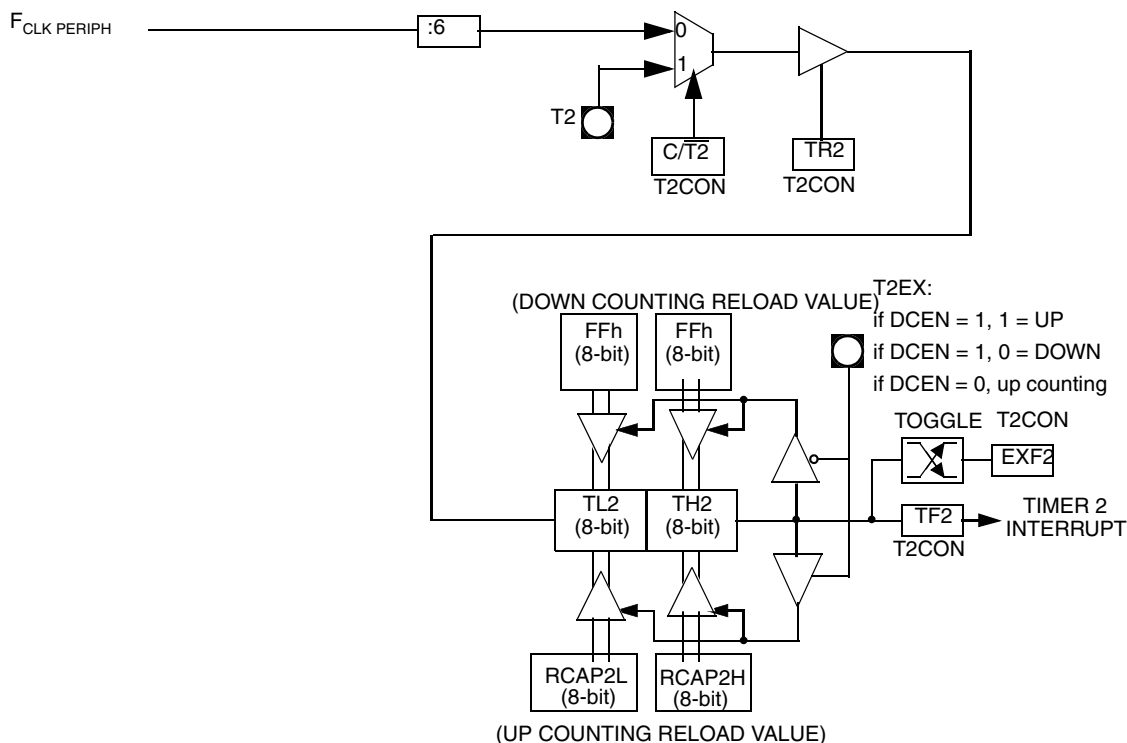 FCLK PERIPH
:6
0
1
T2
C/T2
TR2
T2CON
T2CON
T2EX:
(DOWN COUNTING RELOAD VALUE)
if DCEN = 1, 1 = UP
FFh
(8-bit)
FFh
(8-bit)
if DCEN = 1, 0 = DOWN
if DCEN = 0, up counting
TOGGLE
T2CON
EXF2
TL2
(8-bit)
TH2
(8-bit)
TF2
TIMER 2
INTERRUPT
T2CON
RCAP2L
(8-bit)
RCAP2H
(8-bit)
(UP COUNTING RELOAD VALUE)